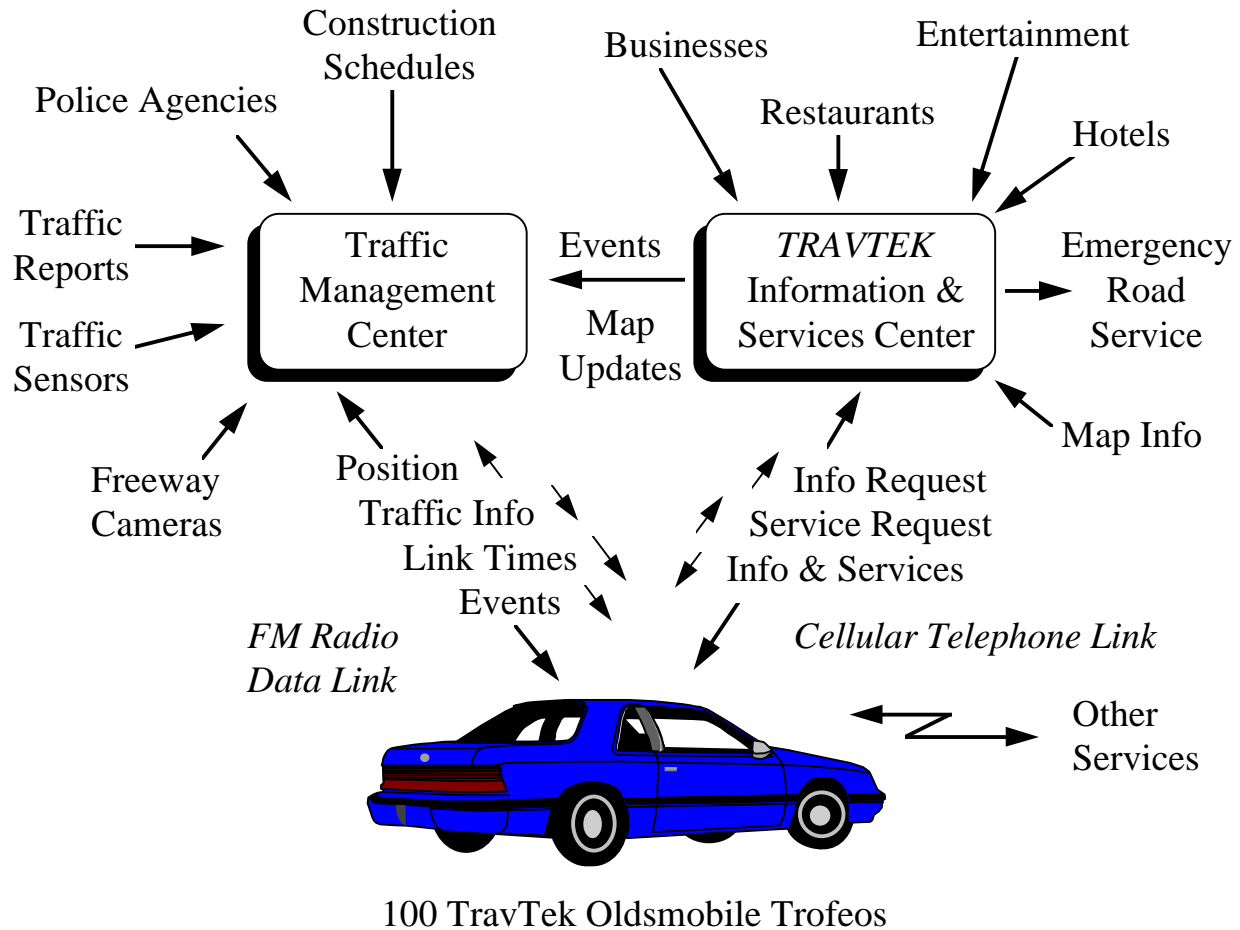 Construction
Schedules
Businesses
Entertainment
Police Agencies
Restaurants
Hotels
Traffic
Reports
Traffic
Management
Center
Events
Map
Updates
TRAVTEK
Information &
Services Center
Emergency
Road
Service
Traffic
Sensors
Map Info
Freeway
Cameras
Position
Traffic Info
Link Times
Events
Info Request
Service Request
Info & Services
FM Radio
Data Link
Cellular Telephone Link
Other
Services
100 TravTek Oldsmobile Trofeos